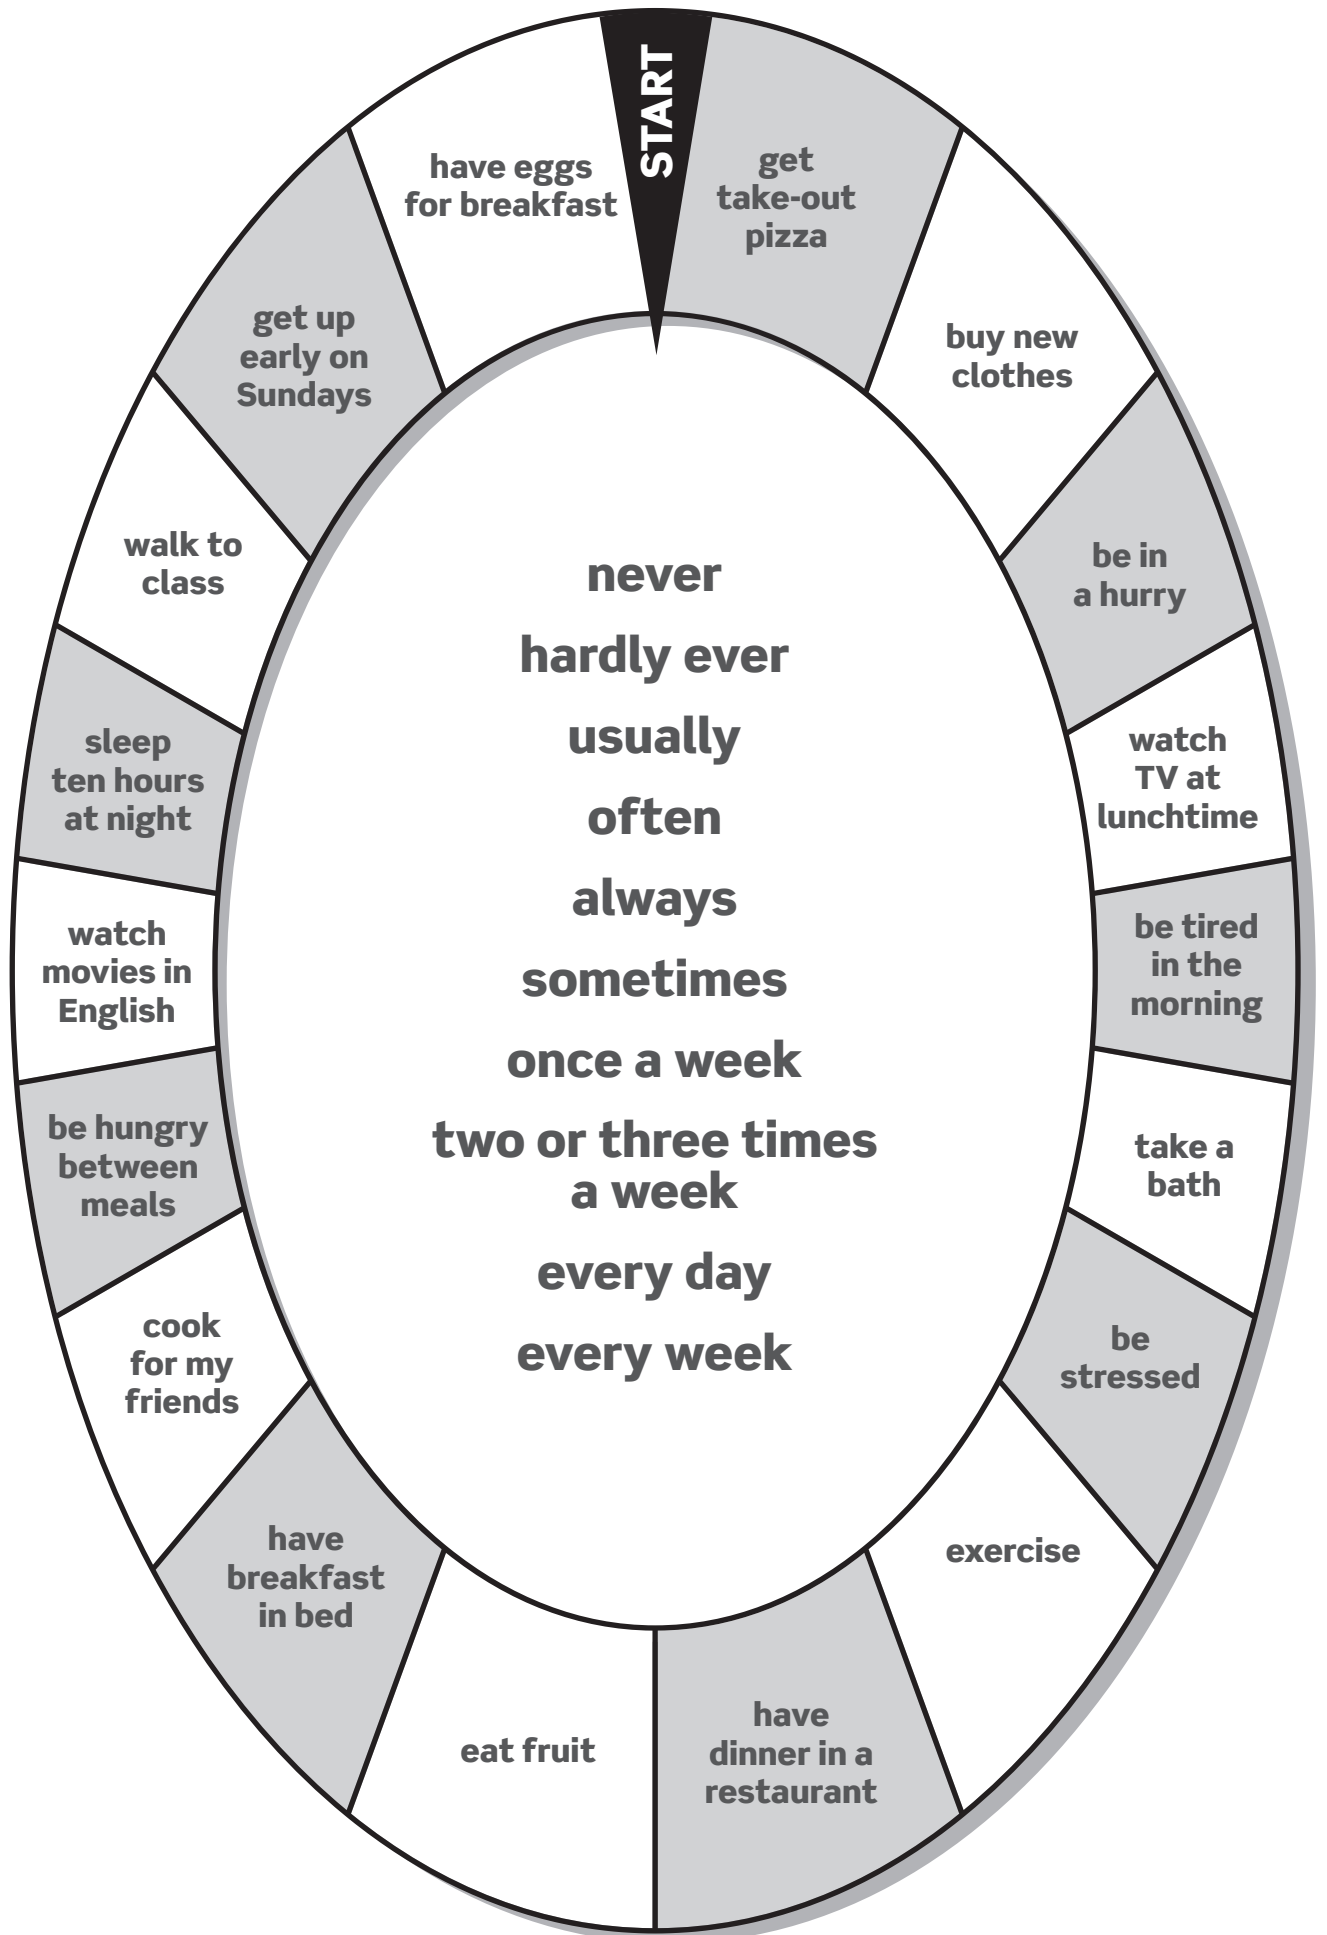 START
get
take-out
pizza
buy new
clothes
be in
a hurry
watch
TV at
lunchtime
be tired
in the
morning
take a
bath
be
stressed
exercise
have
dinner in a
restaurant
eat fruit
have
breakfast
in bed
cook
for my
friends
be hungry
between
meals
watch
movies in
English
sleep
ten hours
at night
walk to
class
get up
early on
Sundays
have eggs
for breakfast
never
hardly ever
usually
often
always
sometimes
once a week
two or three times
a week
every day
every week